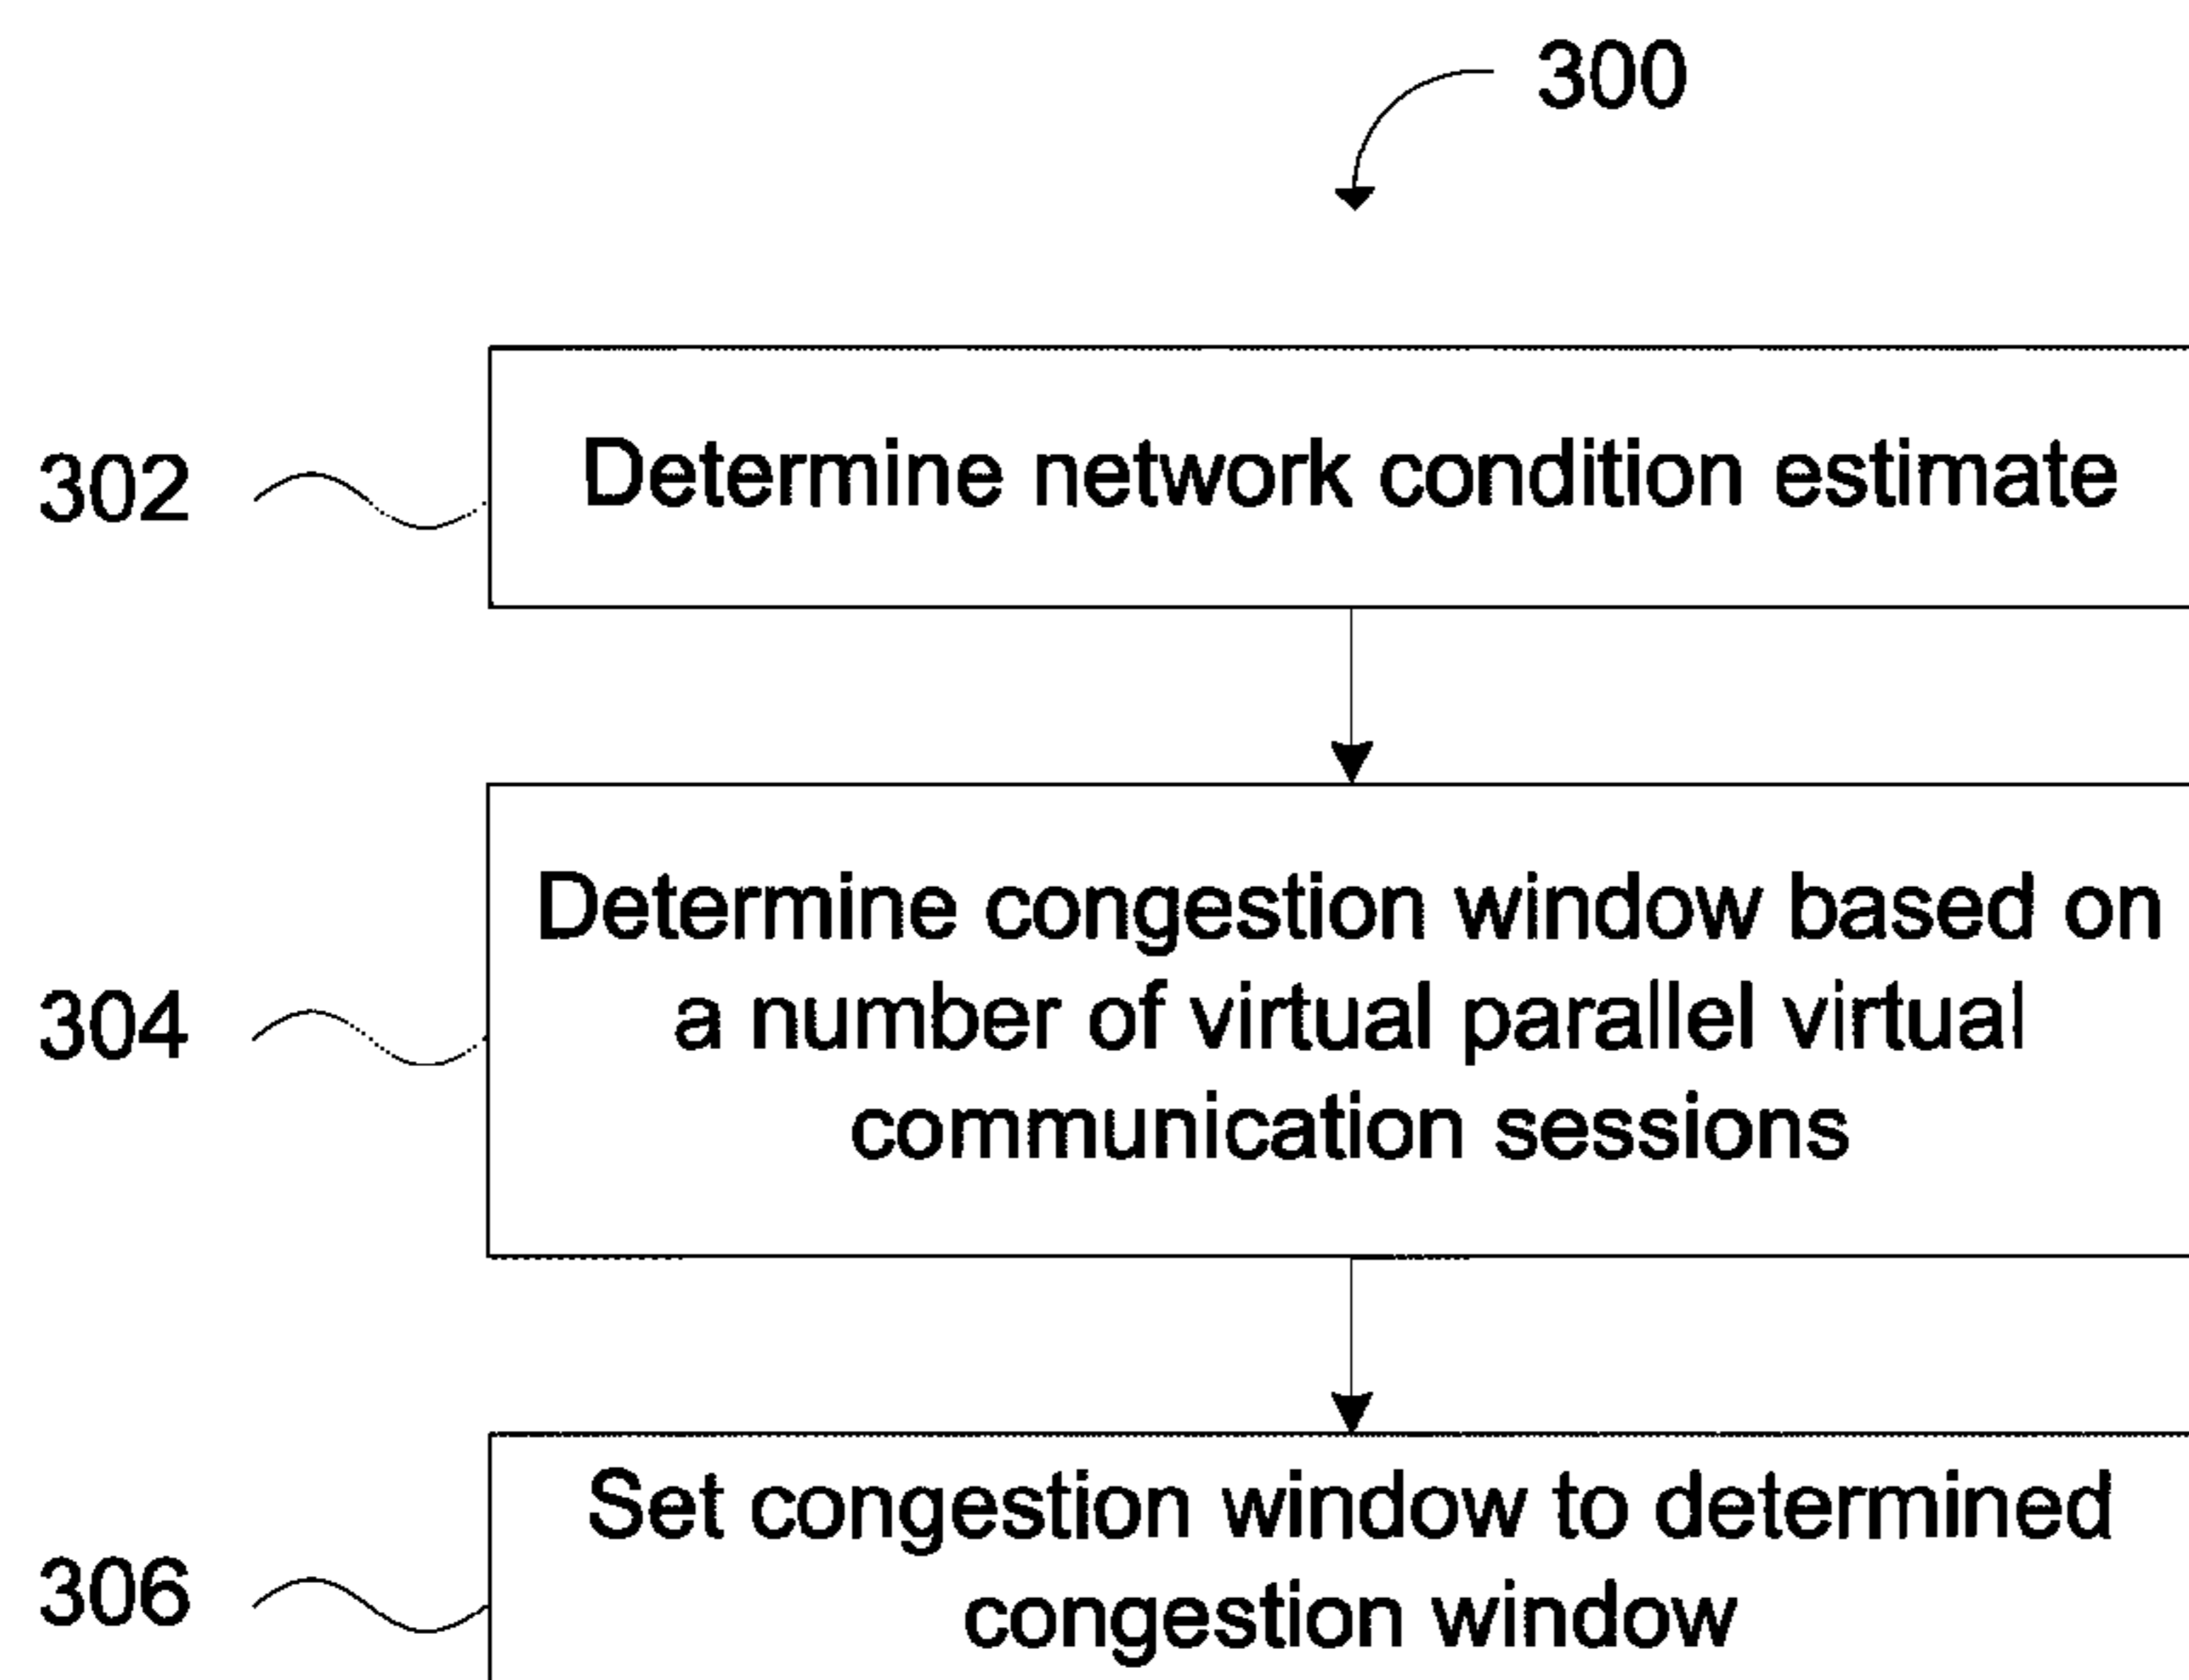 300
302
Determine network condition estimate
304
Determine congestion window based on
a number of virtual parallel virtual
communication sessions
306
Set congestion window to determined
congestion window